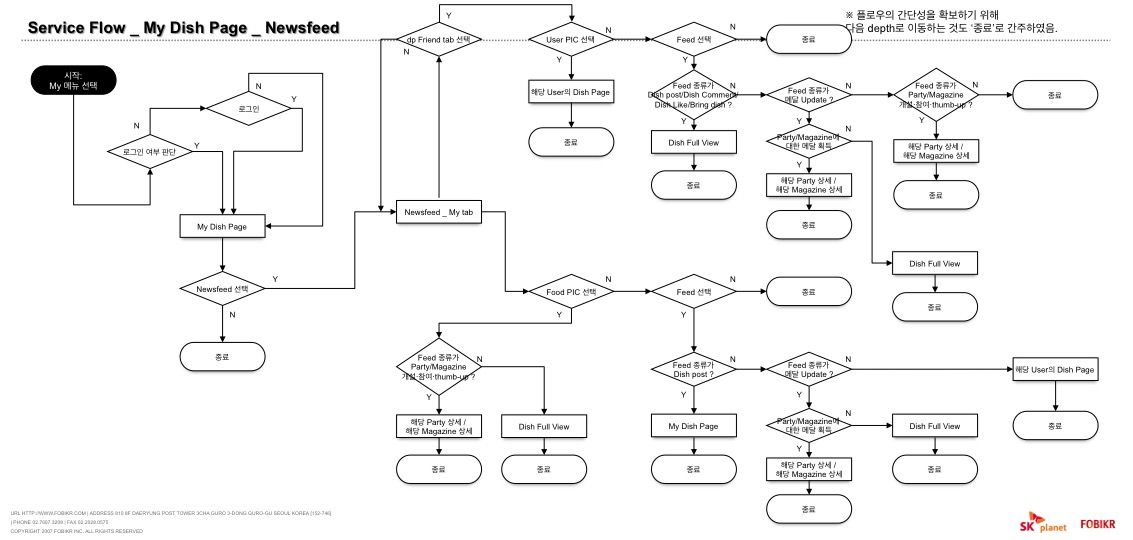 Service Flow _ My Dish Page _ Newsfeed
※ 플로우의 간단성을 확보하기 위해
다음 depth로 이동하는 것도 '종료'로 간주하였음.
시작:
My 메뉴 선택
N
로그인
Y
N
로그인 여부 판단
Y
My Dish Page
Newsfeed 선택
Y
N
종료
Y
dp Friend tab 선택
N
Newsfeed _ My tab
User PIC 선택
N
Y
해당 User의 Dish Page
종료
Feed 선택
N
종료
Y
Feed 종류가
Dish post/Dish Comment/
Dish Like/Bring dish ?
N
Y
Dish Full View
종료
Feed 종류가
메달 Update ?
N
Y
Party/Magazine에
대한 메달 획득
N
Y
해당 Party 상세 /
해당 Magazine 상세
종료
Feed 종류가
Party/Magazine
개설·참여·thumb-up ?
N
종료
Y
해당 Party 상세 /
해당 Magazine 상세
종료
Dish Full View
종료
Food PIC 선택
N
Y
Feed 선택
N
종료
Y
Feed 종류가
Party/Magazine
개설·참여·thumb-up ?
N
Y
해당 Party 상세 /
해당 Magazine 상세
종료
Dish Full View
종료
Feed 종류가
Dish post ?
N
Y
My Dish Page
종료
Feed 종류가
메달 Update ?
N
Y
Party/Magazine에
대한 메달 획득
N
Y
해당 Party 상세 /
해당 Magazine 상세
종료
Dish Full View
종료
해당 User의 Dish Page
종료
URL HTTP://WWW.FOBIKR.COM | ADDRESS 810 8F DAERYUNG POST TOWER 3CHA GURO 3-DONG GURO-GU SEOUL KOREA [152-746]
| PHONE 02.7607.3208 | FAX 02.2028.0575
COPYRIGHT 2007 FOBIKR INC. ALL RIGHTS RESERVED
SK planet
FOBIKR